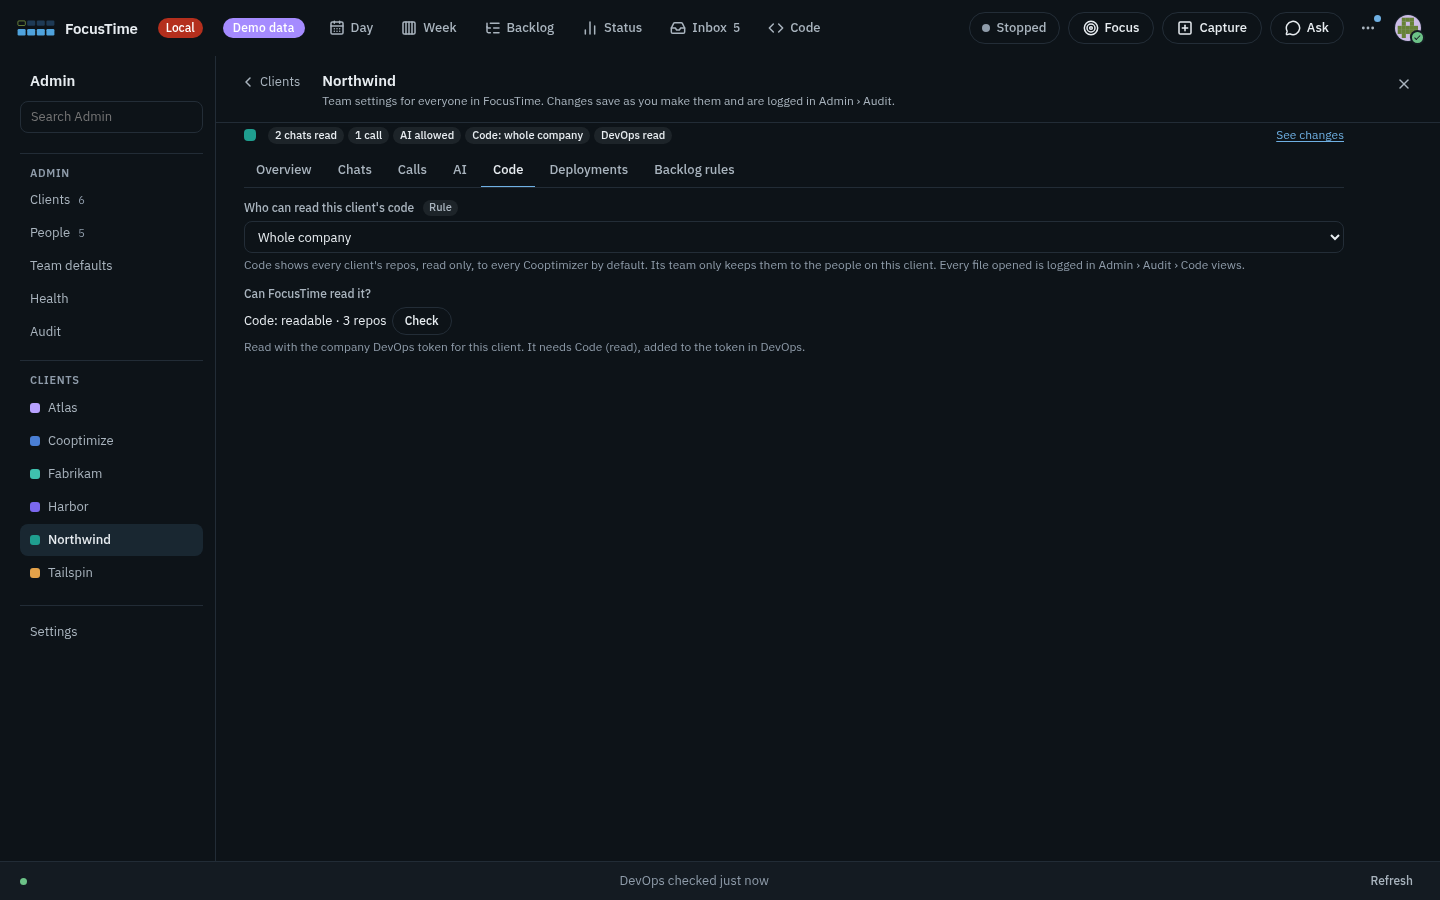 FocusTime
Local
Demo data
Day
Week
Backlog
Status
Inbox 5
Code
Stopped
Focus
Capture
Ask
Admin
Search Admin
ADMIN
Clients 6
People 5
Team defaults
Health
Audit
CLIENTS
Atlas
Cooptimize
Fabrikam
Harbor
Northwind
Tailspin
Settings
Clients
Northwind
Team settings for everyone in FocusTime. Changes save as you make them and are logged in Admin › Audit.
2 chats read
1 call
AI allowed
Code: whole company
DevOps read
See changes
Overview
Chats
Calls
AI
Code
Deployments
Backlog rules
Who can read this client's code Rule
Whole company
Code shows every client's repos, read only, to every Cooptimizer by default. Its team only keeps them to the people on this client. Every file opened is logged in Admin › Audit › Code views.
Can FocusTime read it?
Code: readable · 3 repos Check
Read with the company DevOps token for this client. It needs Code (read), added to the token in DevOps.
DevOps checked just now
Refresh